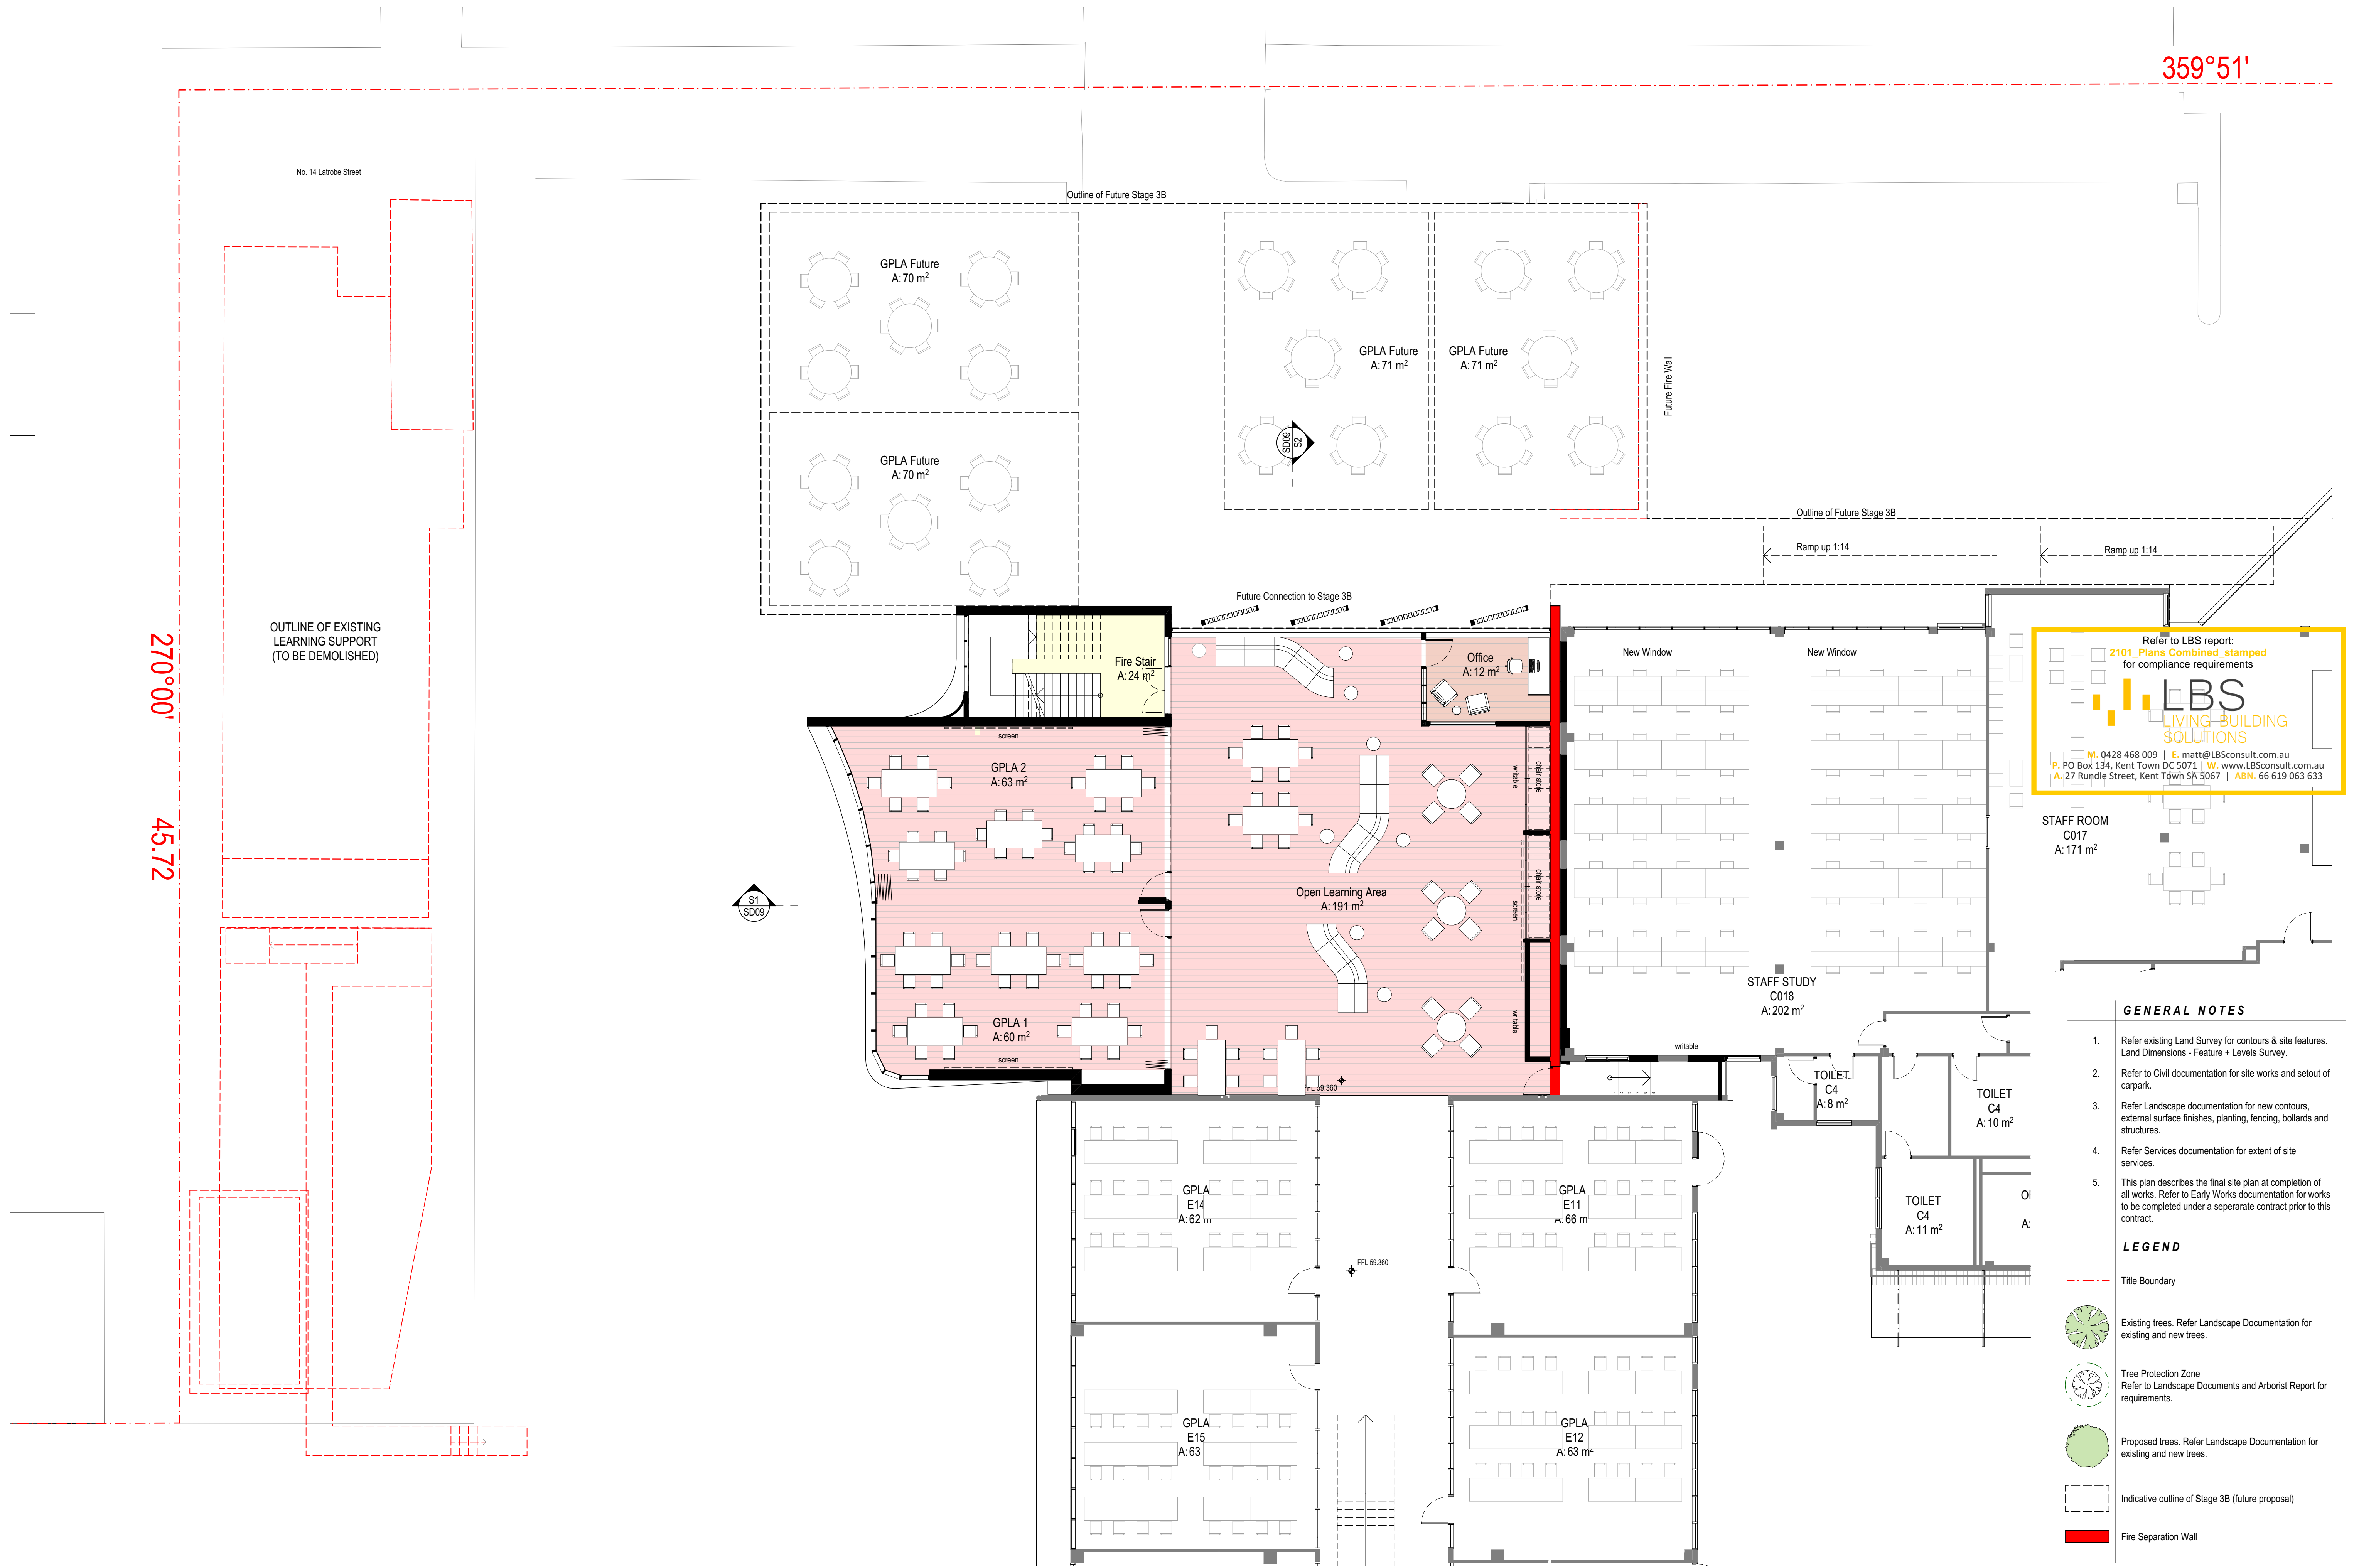 359°51'
No. 14 Latrobe Street
Outline of Future Stage 3B
GPLA Future
A: 70 m²
GPLA Future
A: 71 m²
GPLA Future
A: 71 m²
Future Fire Wall
SD09
S2
GPLA Future
A: 70 m²
Outline of Future Stage 3B
Ramp up 1:14
Ramp up 1:14
Future Connection to Stage 3B
OUTLINE OF EXISTING
LEARNING SUPPORT
(TO BE DEMOLISHED)
270°00'
45.72
Fire Stair
A: 24 m²
Office
A: 12 m²
New Window
New Window
Refer to LBS report:
2101_Plans Combined_stamped
for compliance requirements
LBS
LIVING BUILDING
SOLUTIONS
M. 0428 468 009 | E. matt@LBSconsult.com.au
P. PO Box 134, Kent Town DC 5071 | W. www.LBSconsult.com.au
A. 27 Rundle Street, Kent Town SA 5067 | ABN. 66 619 063 633
screen
GPLA 2
A: 63 m²
writable
chair store
STAFF ROOM
C017
A: 171 m²
S1
SD09
Open Learning Area
A: 191 m²
chair store
screen
STAFF STUDY
C018
A: 202 m²
GPLA 1
A: 60 m²
screen
writable
writable
FL 59.360
TOILET
C4
A: 8 m²
TOILET
C4
A: 10 m²
TOILET
C4
A: 11 m²
A:
GPLA
E14
A: 62 m
GPLA
E11
A: 66 m
FFL 59.360
GPLA
E15
A: 63
GPLA
E12
A: 63 m²
GENERAL NOTES
1. Refer existing Land Survey for contours & site features.
Land Dimensions - Feature + Levels Survey.
2. Refer to Civil documentation for site works and setout of
carpark.
3. Refer Landscape documentation for new contours,
external surface finishes, planting, fencing, bollards and
structures.
4. Refer Services documentation for extent of site
services.
5. This plan describes the final site plan at completion of
all works. Refer to Early Works documentation for works
to be completed under a seperarate contract prior to this
contract.
LEGEND
Title Boundary
Existing trees. Refer Landscape Documentation for
existing and new trees.
Tree Protection Zone
Refer to Landscape Documents and Arborist Report for
requirements.
Proposed trees. Refer Landscape Documentation for
existing and new trees.
Indicative outline of Stage 3B (future proposal)
Fire Separation Wall